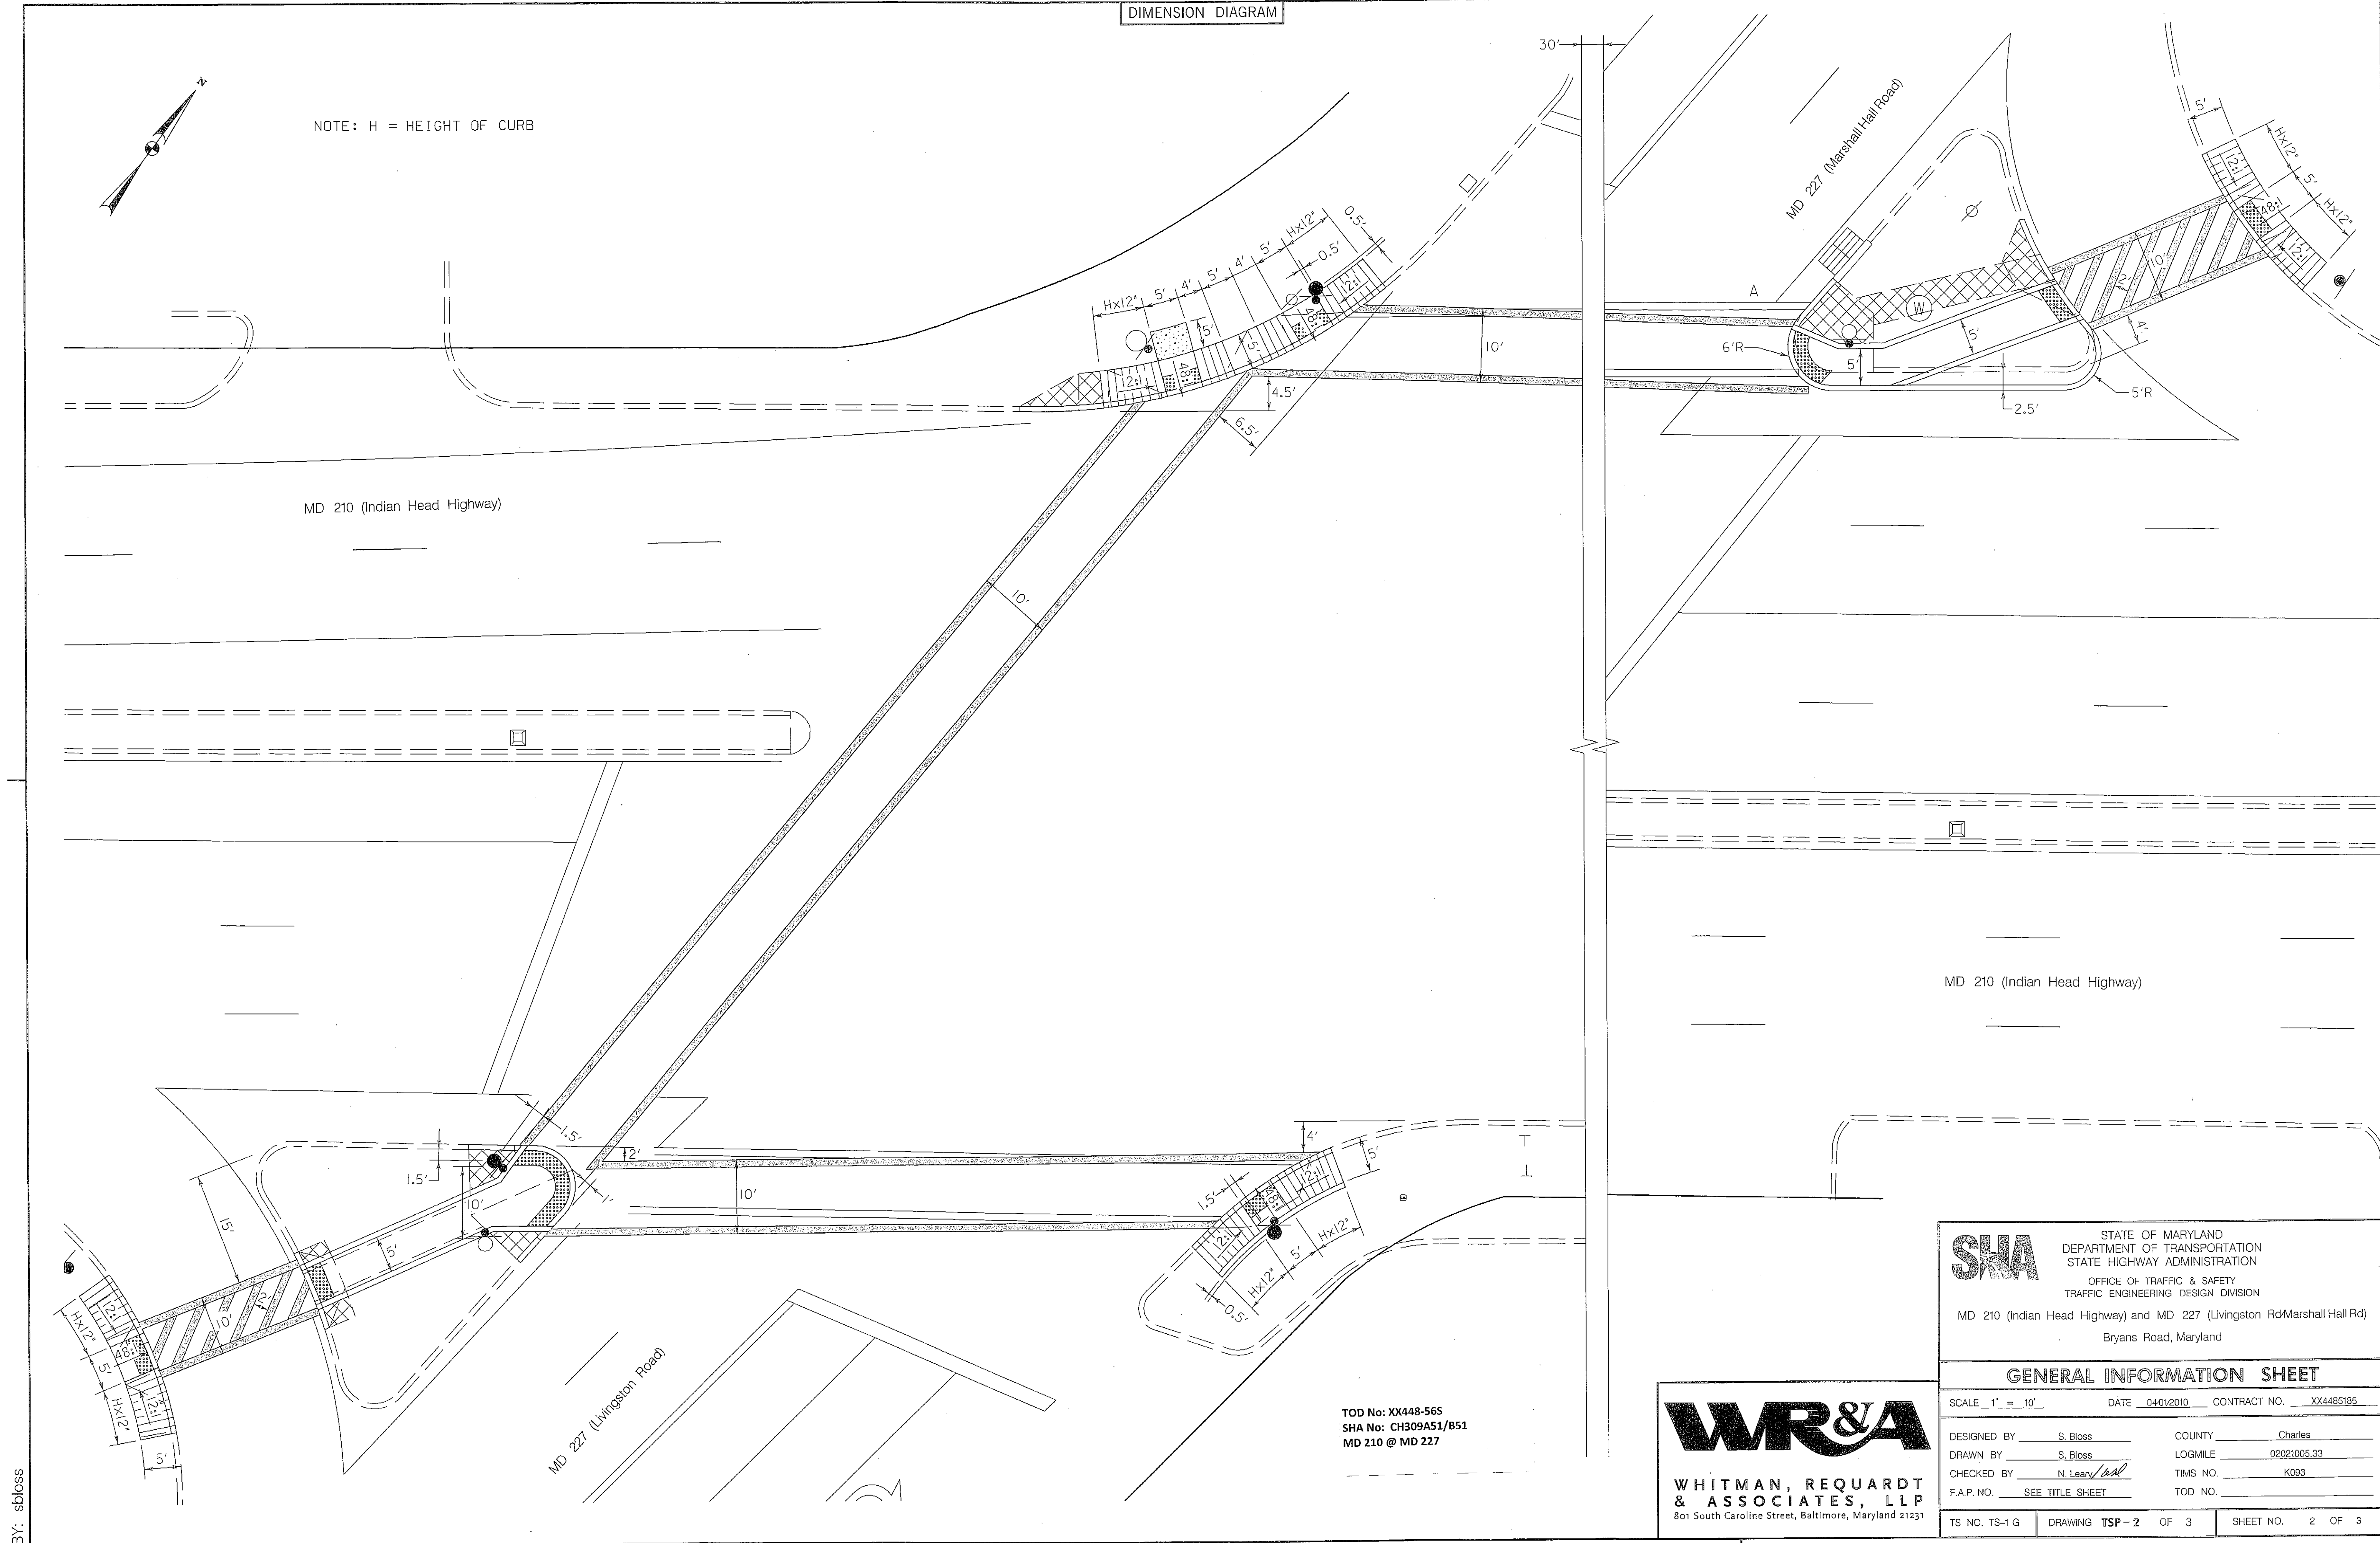 DIMENSION DIAGRAM
N
NOTE: H = HEIGHT OF CURB
30'
MD 227 (Marshall Hall Road)
5'
Hx12"
5'
Hx12"
12:1
48:1
12:1
10'
2'
4'
Hx12"
5'
4'
5'
4'
5'
Hx12"
0.5'
0.5'
5'
12:1
48:1
5'
48:1
12:1
10'
4.5'
6.5'
A
W
6'R
5'
5'
5'R
2.5'
MD 210 (Indian Head Highway)
10'
MD 210 (Indian Head Highway)
1.5'
2'
1.5'
10'
1'
10'
15'
5'
2'
10'
Hx12"
5'
Hx12"
12:1
48:1
12:1
5'
4'
5'
1.5'
12:1
48:1
12:1
Hx12"
5'
Hx12"
0.5'
MD 227 (Livingston Road)
TOD No: XX448-56S
SHA No: CH309A51/B51
MD 210 @ MD 227
BY: sbloss
WR&A
WHITMAN, REQUARDT
& ASSOCIATES, LLP
801 South Caroline Street, Baltimore, Maryland 21231
SHA
STATE OF MARYLAND
DEPARTMENT OF TRANSPORTATION
STATE HIGHWAY ADMINISTRATION
OFFICE OF TRAFFIC & SAFETY
TRAFFIC ENGINEERING DESIGN DIVISION
MD 210 (Indian Head Highway) and MD 227 (Livingston Rd/Marshall Hall Rd)
Bryans Road, Maryland
GENERAL INFORMATION SHEET
SCALE 1" = 10' DATE 04/01/2010 CONTRACT NO. XX4485185
DESIGNED BY S. Bloss COUNTY Charles
DRAWN BY S. Bloss LOGMILE 02021005.33
CHECKED BY N. Leary/ TIMS NO. K093
F.A.P. NO. SEE TITLE SHEET TOD NO.
TS NO. TS-1 G DRAWING TSP-2 OF 3 SHEET NO. 2 OF 3